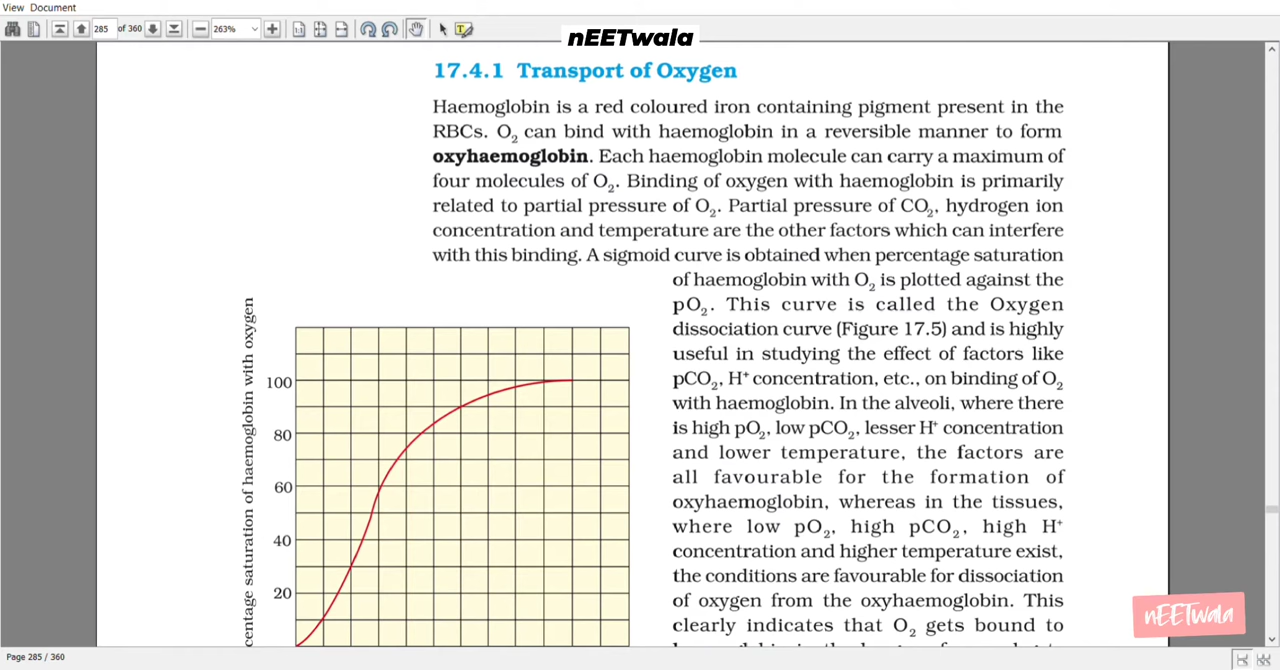 View Document
285 of 360 263%
nEETwala
17.4.1 Transport of Oxygen
Haemoglobin is a red coloured iron containing pigment present in the
RBCs. O2 can bind with haemoglobin in a reversible manner to form
oxyhaemoglobin. Each haemoglobin molecule can carry a maximum of
four molecules of O2. Binding of oxygen with haemoglobin is primarily
related to partial pressure of O2. Partial pressure of CO2, hydrogen ion
concentration and temperature are the other factors which can interfere
with this binding. A sigmoid curve is obtained when percentage saturation
of haemoglobin with O2 is plotted against the
pO2. This curve is called the Oxygen
dissociation curve (Figure 17.5) and is highly
useful in studying the effect of factors like
pCO2, H+ concentration, etc., on binding of O2
with haemoglobin. In the alveoli, where there
is high pO2, low pCO2, lesser H+ concentration
and lower temperature, the factors are
all favourable for the formation of
oxyhaemoglobin, whereas in the tissues,
where low pO2, high pCO2, high H+
concentration and higher temperature exist,
the conditions are favourable for dissociation
of oxygen from the oxyhaemoglobin. This
clearly indicates that O2 gets bound to
centage saturation of haemoglobin with oxygen
100
80
60
40
20
nEETwala
Page 285 / 360